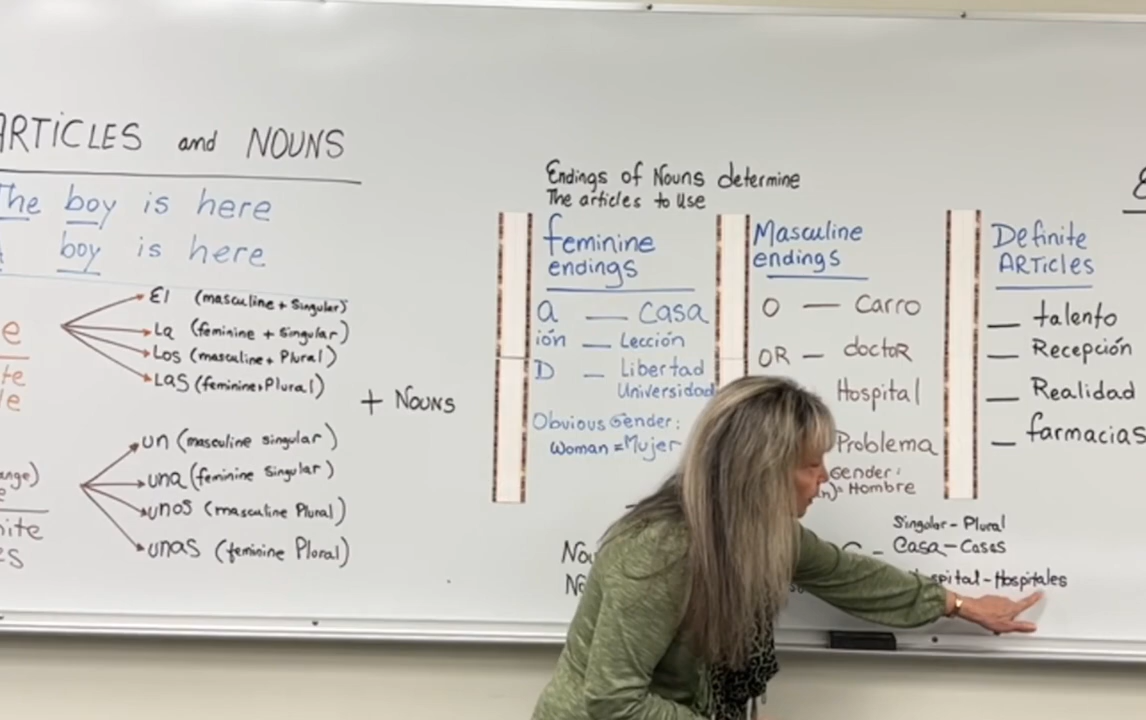 ARTICLES and NOUNS
The boy is here
boy is here
El (masculine + Singular)
La (feminine + Singular)
Los (masculine + Plural)
Las (feminine + Plural)
+ NOUNS
un (masculine singular)
una (feminine singular)
unos (masculine Plural)
unas (feminine Ploral)
Endings of Nouns determine
The articles to Use
feminine
endings
a — casa
ión — Lección
D — Libertad
Universidad
Obvious Gender:
Woman = Mujer
Masculine
endings
O — carro
OR — doctoR
Hospital
Problema
Gender:
= Hombre
Definite
ARTicles
— talento
— Recepción
— Realidad
— farmacias
Singular - Plural
Casa - Casas
Hospital - Hospitales